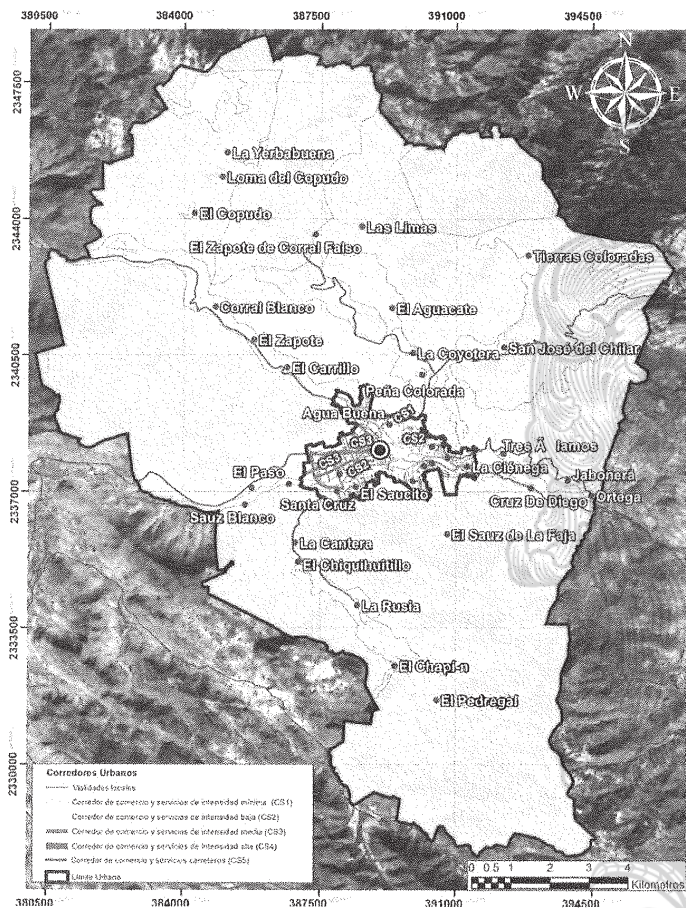 380500 384000 387500 391000 394500
N
W E
S
2347500
La Yerbabuena
Loma del Copudo
El Copudo
2344000
Las Limas
El Zapote de Corral Falso
Tierras Coloradas
Corral Blanco
El Aguacate
El Zapote
San José del Chilar
2340500
La Coyotera
El Carrillo
Peña Colorada
Agua Buena
CS1
CS3
CS2
Tres Ã lamos
CS3
CS2
La Ciénega
El Paso
Jabonera
2337000
Santa Cruz
El Saucito
Cruz De Diego
Ortega
Sauz Blanco
El Sauz de La Faja
La Cantera
El Chiquihuitillo
La Rusia
2333500
El Chapi-n
El Pedregal
2330000
Corredores Urbanos
Vialidades locales
Corredor de comercio y servicios de intensidad mínima (CS1)
Corredor de comercio y servicios de intensidad baja (CS2)
Corredor de comercio y servicios de intensidad media (CS3)
Corredor de comercio y servicios de intensidad alta (CS4)
Corredor de comercio y servicios carreteros (CS5)
Límite Urbano
0 0.5 1 2 3 4
Kilometros
380500 384000 387500 391000 394500